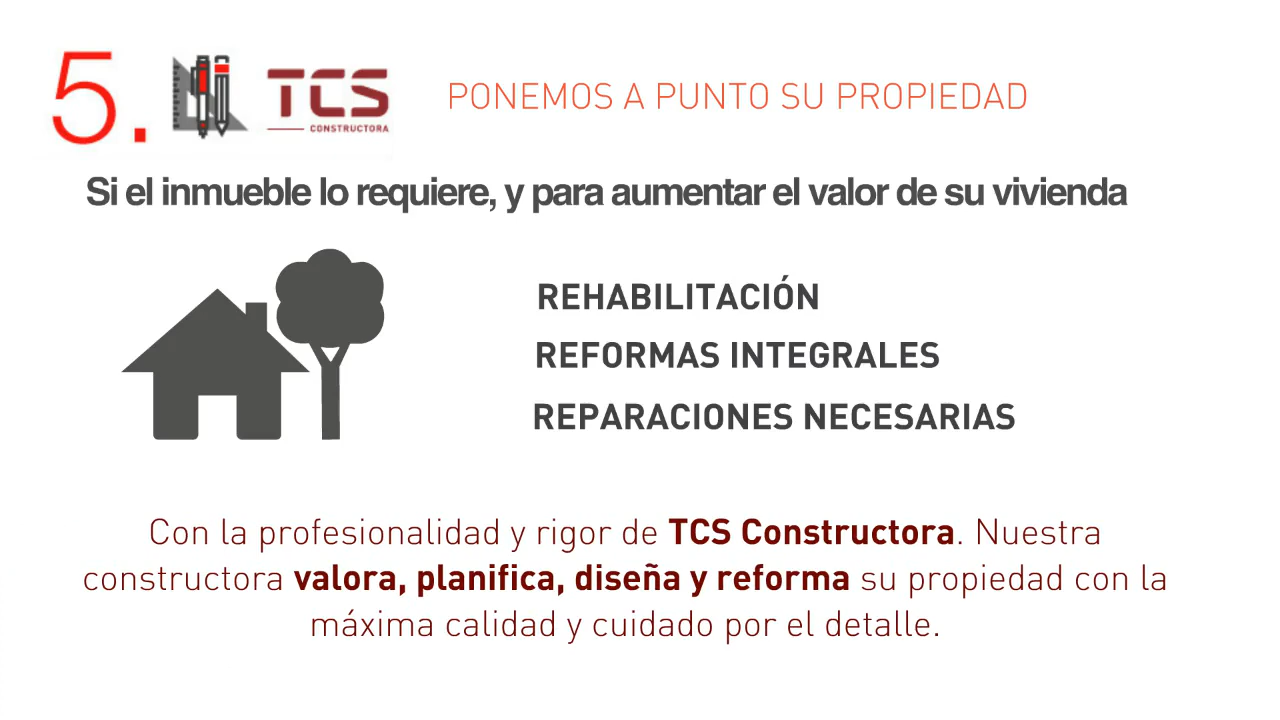 5.
TCS
CONSTRUCTORA
PONEMOS A PUNTO SU PROPIEDAD
Si el inmueble lo requiere, y para aumentar el valor de su vivienda
REHABILITACIÓN
REFORMAS INTEGRALES
REPARACIONES NECESARIAS
Con la profesionalidad y rigor de TCS Constructora. Nuestra
constructora valora, planifica, diseña y reforma su propiedad con la
máxima calidad y cuidado por el detalle.